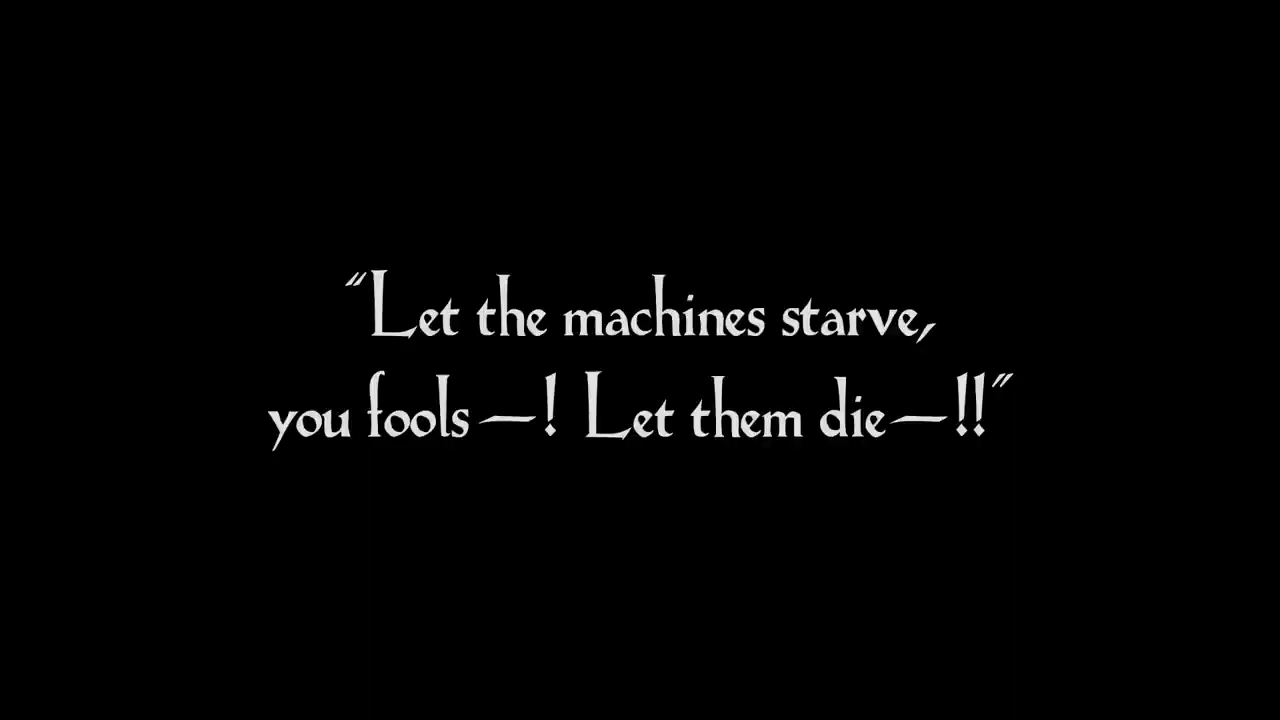 “Let the machines starve,
you fools—! Let them die—!!”